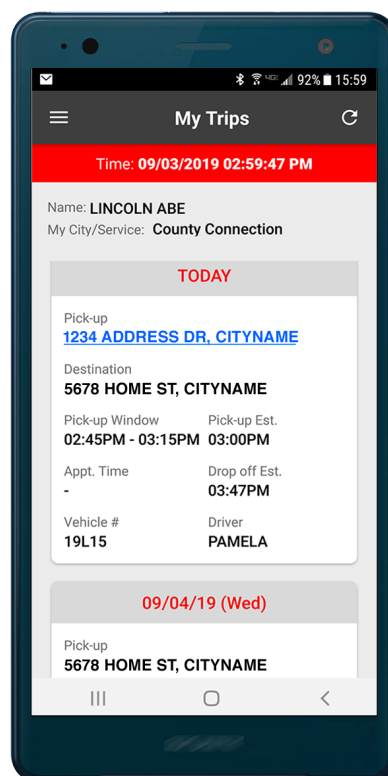 92% 15:59
My Trips
Time: 09/03/2019 02:59:47 PM
Name: LINCOLN ABE
My City/Service: County Connection
TODAY
Pick-up
1234 ADDRESS DR, CITYNAME
Destination
5678 HOME ST, CITYNAME
Pick-up Window Pick-up Est.
02:45PM - 03:15PM 03:00PM
Appt. Time Drop off Est.
- 03:47PM
Vehicle # Driver
19L15 PAMELA
09/04/19 (Wed)
Pick-up
5678 HOME ST, CITYNAME